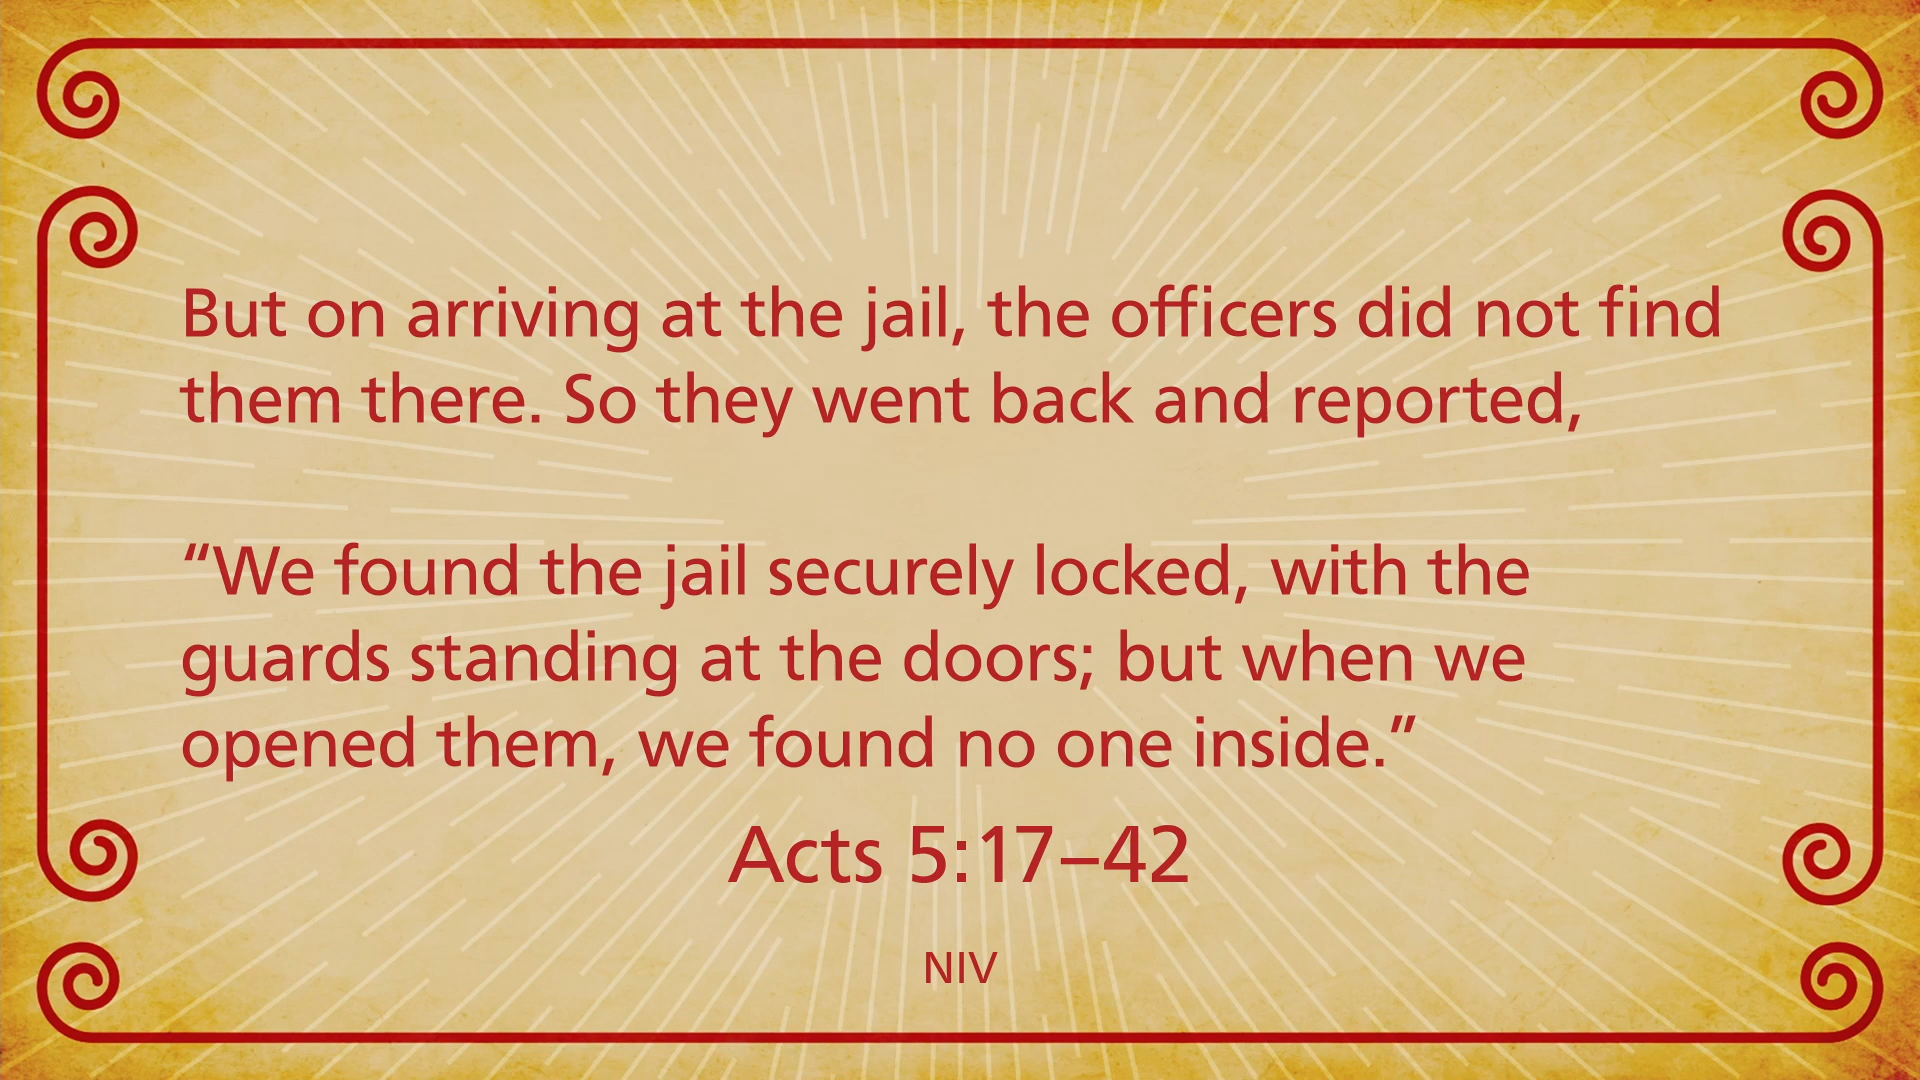 But on arriving at the jail, the officers did not find
them there. So they went back and reported,
“We found the jail securely locked, with the
guards standing at the doors; but when we
opened them, we found no one inside.”
Acts 5:17–42
NIV